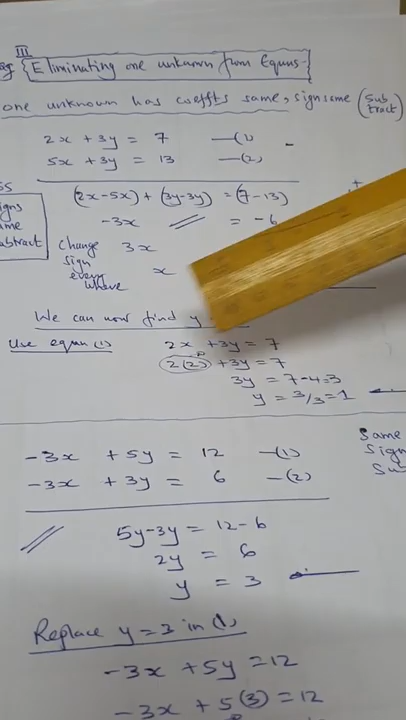 III
{Eliminating one unknown from Equns.}
one unknown has coeffts same, sign same (Subtract)
2x + 3y = 7 —(1)
5x + 3y = 13 —(2)
(2x-5x) + (3y-3y) = (7-13)
-3x = -6
signs
same
subtract
Change 3x
sign
every x
where
We can now find y
Use equn (1) 2x + 3y = 7
2(2) + 3y = 7
3y = 7-4=3
y = 3/3 = 1
-3x + 5y = 12 —(1)
-3x + 3y = 6 —(2)
Same
Sign
5y-3y = 12-6
2y = 6
y = 3
Replace y = 3 in (1)
-3x + 5y = 12
-3x + 5(3) = 12